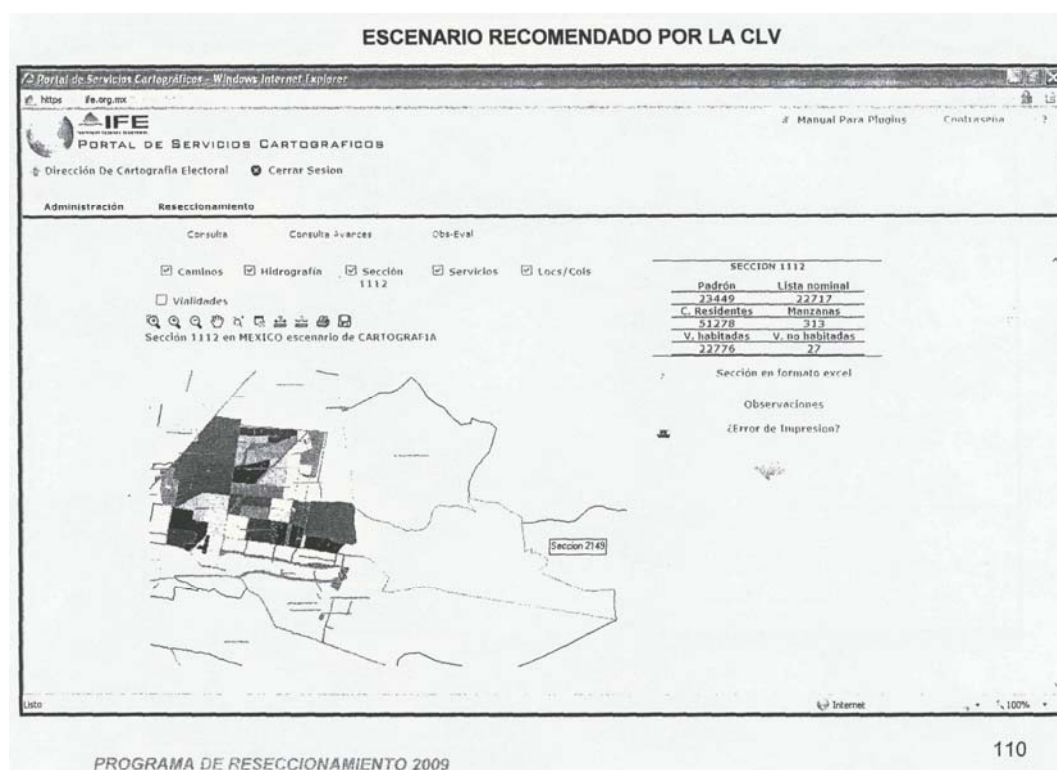 ESCENARIO RECOMENDADO POR LA CLV
Portal de Servicios Cartográficos - Windows Internet Explorer
https ife.org.mx
IFE
Manual Para Plugins Contraseña ?
PORTAL DE SERVICIOS CARTOGRAFICOS
Dirección De Cartografía Electoral Cerrar Sesion
Administración Reseccionamiento
Consulta Consulta Avances Obs-Eval
Caminos Hidrografía Sección Servicios Locs/Cols
1112
Vialidades
Sección 1112 en MEXICO escenario de CARTOGRAFIA
SECCION 1112
Padrón Lista nominal
23449 22717
C. Residentes Manzanas
51278 313
V. habitadas V. no habitadas
22776 27
Sección en formato excel
Observaciones
¿Error de Impresion?
Seccion 2149
Listo Internet 100%
PROGRAMA DE RESECCIONAMIENTO 2009
110